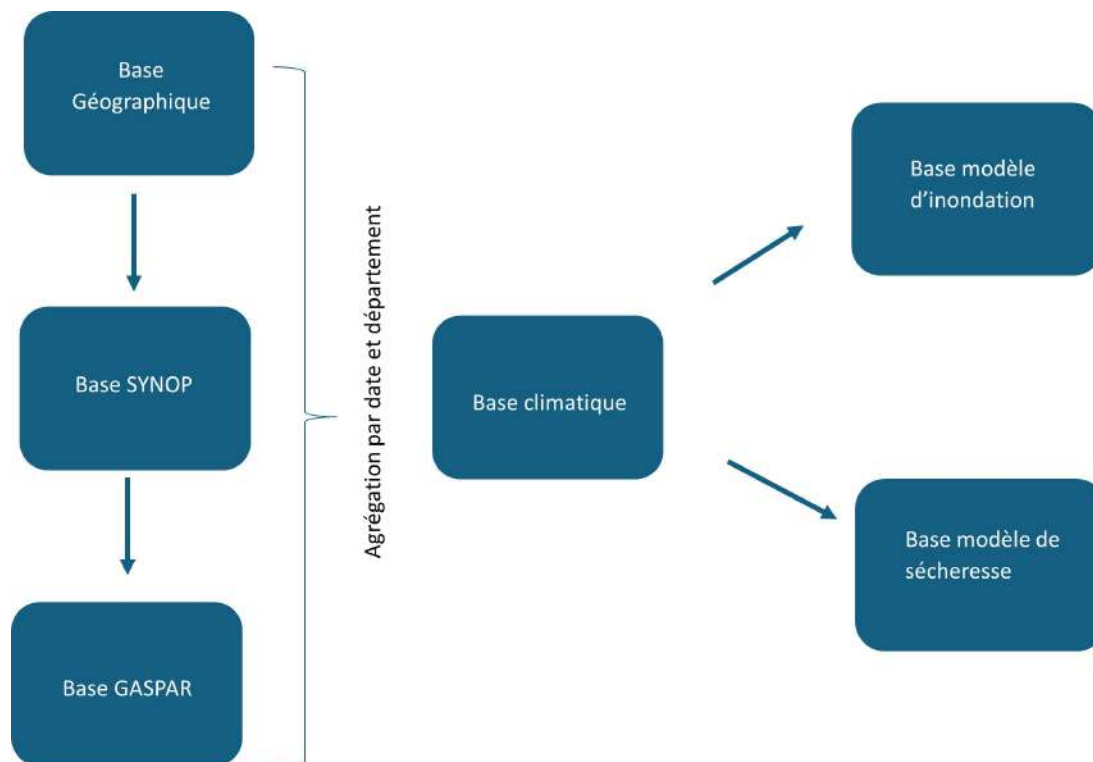 Base
Géographique
Base SYNOP
Base GASPAR
Agrégation par date et département
Base climatique
Base modèle
d’inondation
Base modèle de
sécheresse